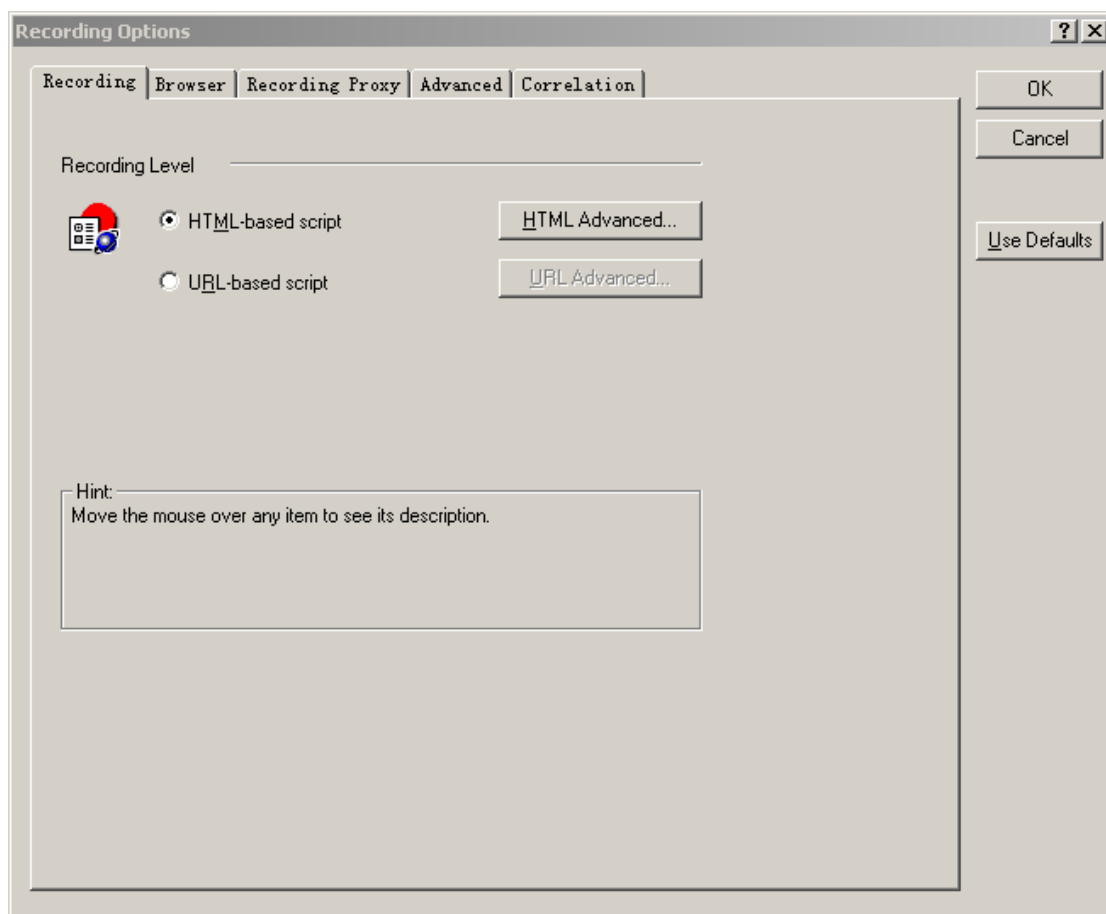 Recording Options
Recording Browser Recording Proxy Advanced Correlation
OK
Cancel
Use Defaults
Recording Level
HTML-based script HTML Advanced...
URL-based script URL Advanced...
Hint:
Move the mouse over any item to see its description.